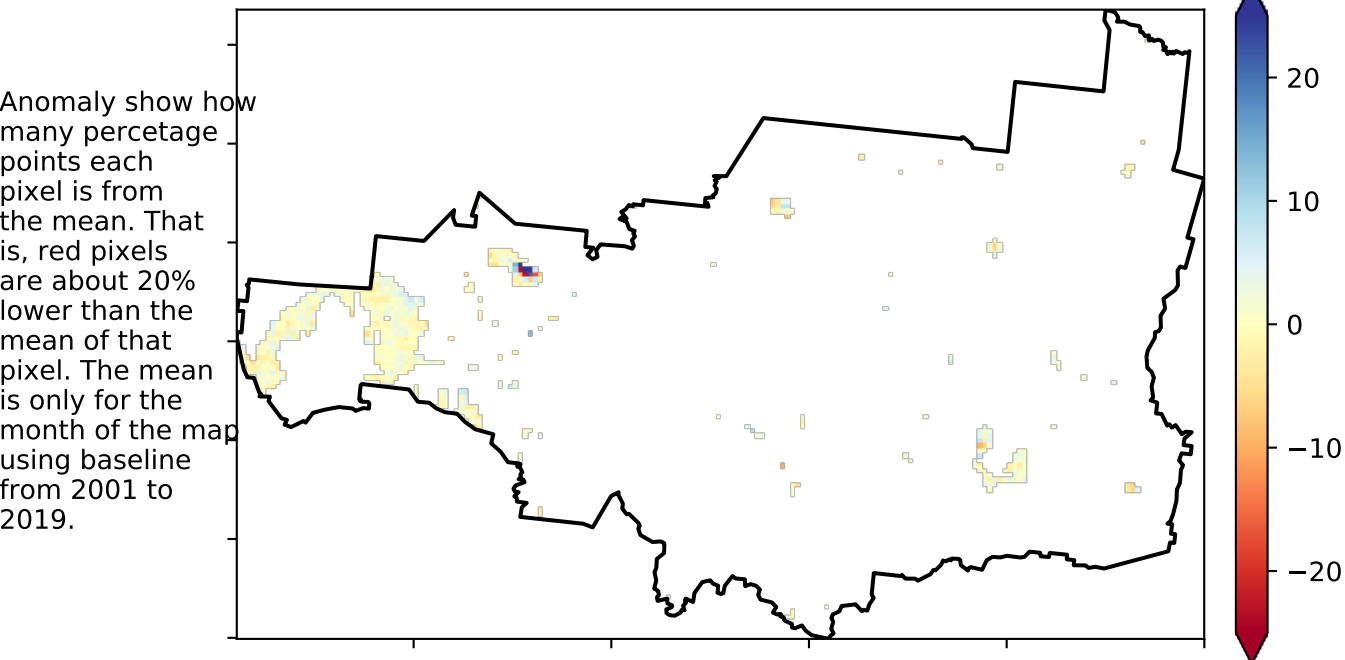 Anomaly show how
many percetage
points each
pixel is from
the mean. That
is, red pixels
are about 20%
lower than the
mean of that
pixel. The mean
is only for the
month of the map
using baseline
from 2001 to
2019.
20
10
0
−10
−20